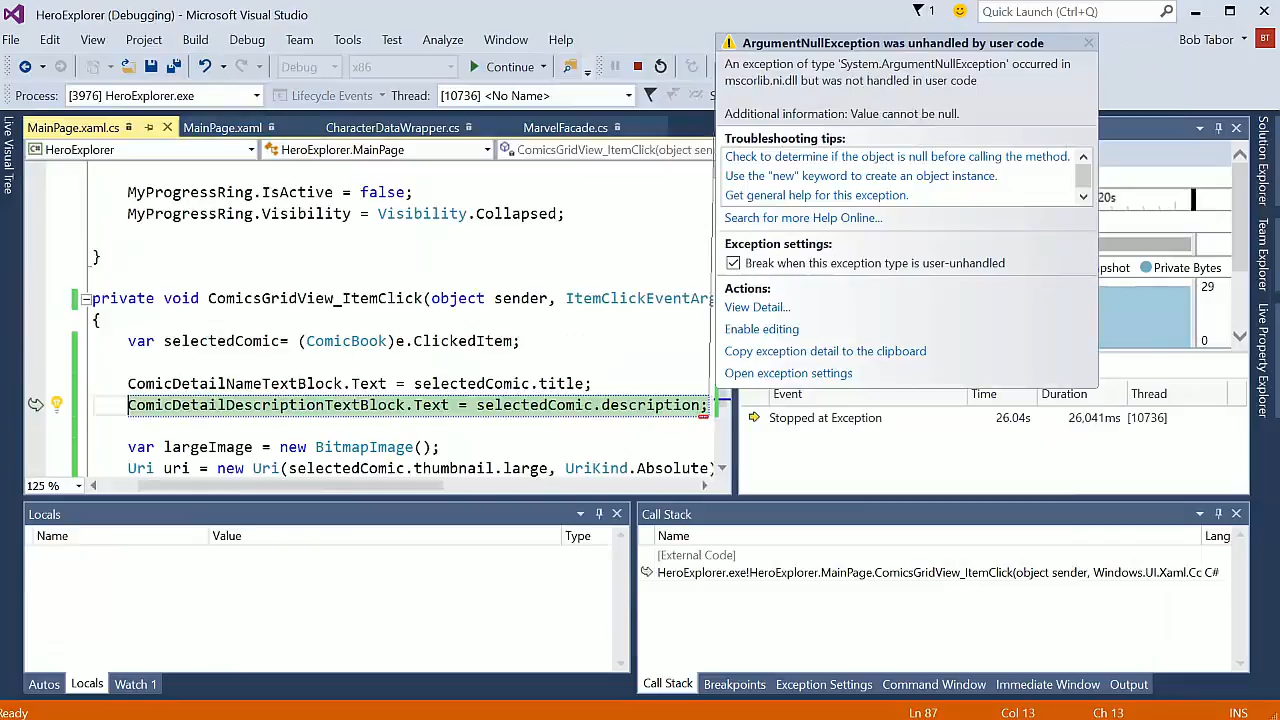 HeroExplorer (Debugging) - Microsoft Visual Studio
1
Quick Launch (Ctrl+Q)
File Edit View Project Build Debug Team Tools Test Analyze Window Help
Bob Tabor BT
Debug x86 Continue
Process: [3976] HeroExplorer.exe Lifecycle Events Thread: [10736] <No Name>
MainPage.xaml.cs MainPage.xaml CharacterDataWrapper.cs MarvelFacade.cs
HeroExplorer HeroExplorer.MainPage ComicsGridView_ItemClick(object sen
MyProgressRing.IsActive = false;
MyProgressRing.Visibility = Visibility.Collapsed;
}
private void ComicsGridView_ItemClick(object sender, ItemClickEventArg
{
var selectedComic= (ComicBook)e.ClickedItem;
ComicDetailNameTextBlock.Text = selectedComic.title;
ComicDetailDescriptionTextBlock.Text = selectedComic.description;
var largeImage = new BitmapImage();
Uri uri = new Uri(selectedComic.thumbnail.large, UriKind.Absolute)
125 %
ArgumentNullException was unhandled by user code
An exception of type 'System.ArgumentNullException' occurred in
mscorlib.ni.dll but was not handled in user code
Additional information: Value cannot be null.
Troubleshooting tips:
Check to determine if the object is null before calling the method.
Use the "new" keyword to create an object instance.
Get general help for this exception.
Search for more Help Online...
Exception settings:
Break when this exception type is user-unhandled
Actions:
View Detail...
Enable editing
Copy exception detail to the clipboard
Open exception settings
20s
pshot Private Bytes
29
0
Event Time Duration Thread
Stopped at Exception 26.04s 26,041ms [10736]
Live Visual Tree
Solution Explorer
Team Explorer
Live Property Explorer
Locals
Name Value Type
Autos Locals Watch 1
Call Stack
Name Lang
[External Code]
HeroExplorer.exe!HeroExplorer.MainPage.ComicsGridView_ItemClick(object sender, Windows.UI.Xaml.Cc C#
Call Stack Breakpoints Exception Settings Command Window Immediate Window Output
Ready Ln 87 Col 13 Ch 13 INS